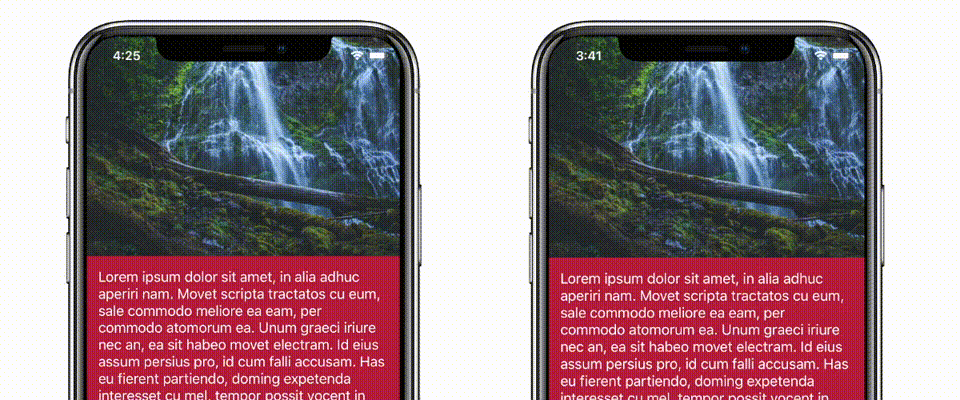 4:25
Lorem ipsum dolor sit amet, in alia adhuc
aperiri nam. Movet scripta tractatos cu eum,
sale commodo meliore ea eam, per
commodo atomorum ea. Unum graeci iriure
nec an, ea sit habeo movet electram. Id eius
assum persius pro, id cum falli accusam. Has
eu fierent partiendo, doming expetenda
interesset cu mel, tempor possit vocent in
3:41
Lorem ipsum dolor sit amet, in alia adhuc
aperiri nam. Movet scripta tractatos cu eum,
sale commodo meliore ea eam, per
commodo atomorum ea. Unum graeci iriure
nec an, ea sit habeo movet electram. Id eius
assum persius pro, id cum falli accusam. Has
eu fierent partiendo, doming expetenda
interesset cu mel, tempor possit vocent in